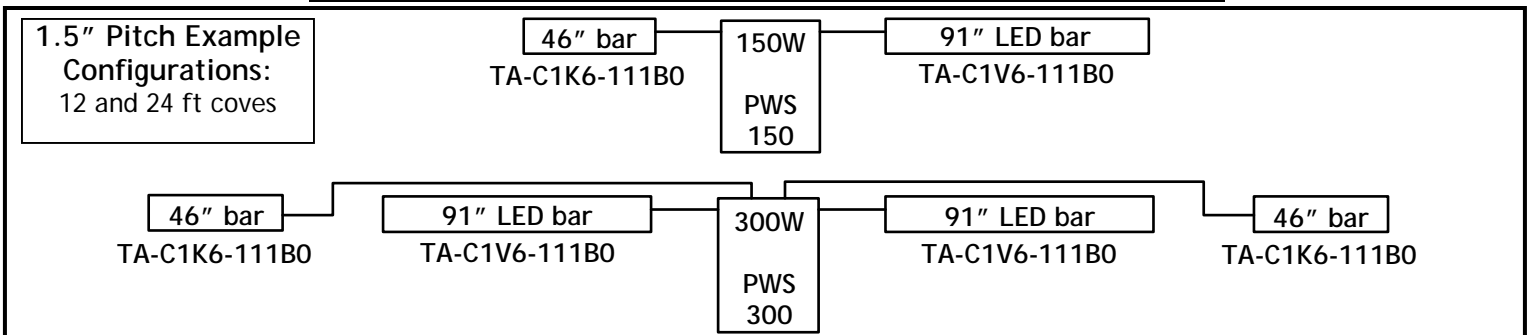 1.5" Pitch Example
Configurations:
12 and 24 ft coves
46" bar
TA-C1K6-111B0
150W
PWS
150
91" LED bar
TA-C1V6-111B0
46" bar
TA-C1K6-111B0
91" LED bar
TA-C1V6-111B0
300W
PWS
300
91" LED bar
TA-C1V6-111B0
46" bar
TA-C1K6-111B0